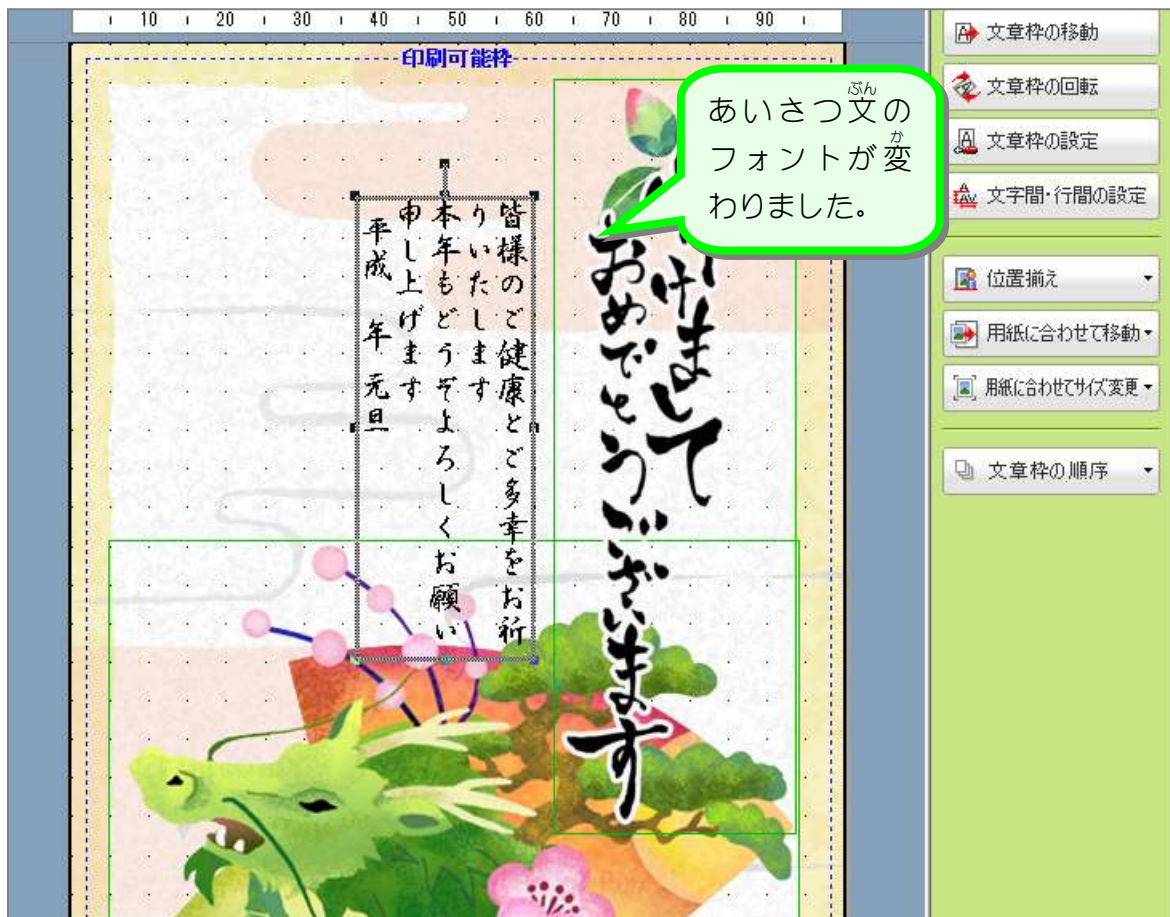 10 20 30 40 50 60 70 80 90
印刷可能枠
ぶん
あいさつ文の
か
フォントが変
わりました。
けまして
おめでとうございます
皆様のご健康とご多幸をお祈
りいたします
本年もどうぞよろしくお願い
申し上げます
平成　年 元旦
文章枠の移動
文章枠の回転
文章枠の設定
文字間・行間の設定
位置揃え
用紙に合わせて移動
用紙に合わせてサイズ変更
文章枠の順序